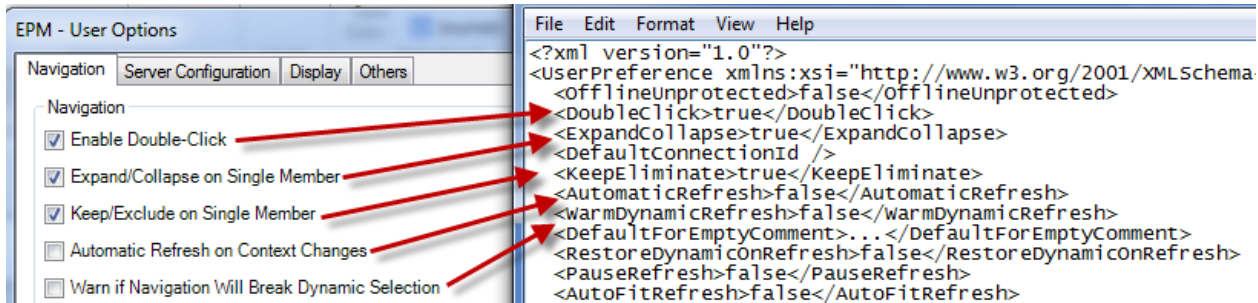 EPM - User Options
Navigation Server Configuration Display Others
Navigation
Enable Double-Click
Expand/Collapse on Single Member
Keep/Exclude on Single Member
Automatic Refresh on Context Changes
Warn if Navigation Will Break Dynamic Selection
File Edit Format View Help
<?xml version="1.0"?>
<UserPreference xmlns:xsi="http://www.w3.org/2001/XMLSchema-
<OfflineUnprotected>false</OfflineUnprotected>
<DoubleClick>true</DoubleClick>
<ExpandCollapse>true</ExpandCollapse>
<DefaultConnectionId />
<KeepEliminate>true</KeepEliminate>
<AutomaticRefresh>false</AutomaticRefresh>
<WarmDynamicRefresh>false</WarmDynamicRefresh>
<DefaultForEmptyComment>...</DefaultForEmptyComment>
<RestoreDynamicOnRefresh>false</RestoreDynamicOnRefresh>
<PauseRefresh>false</PauseRefresh>
<AutoFitRefresh>false</AutoFitRefresh>